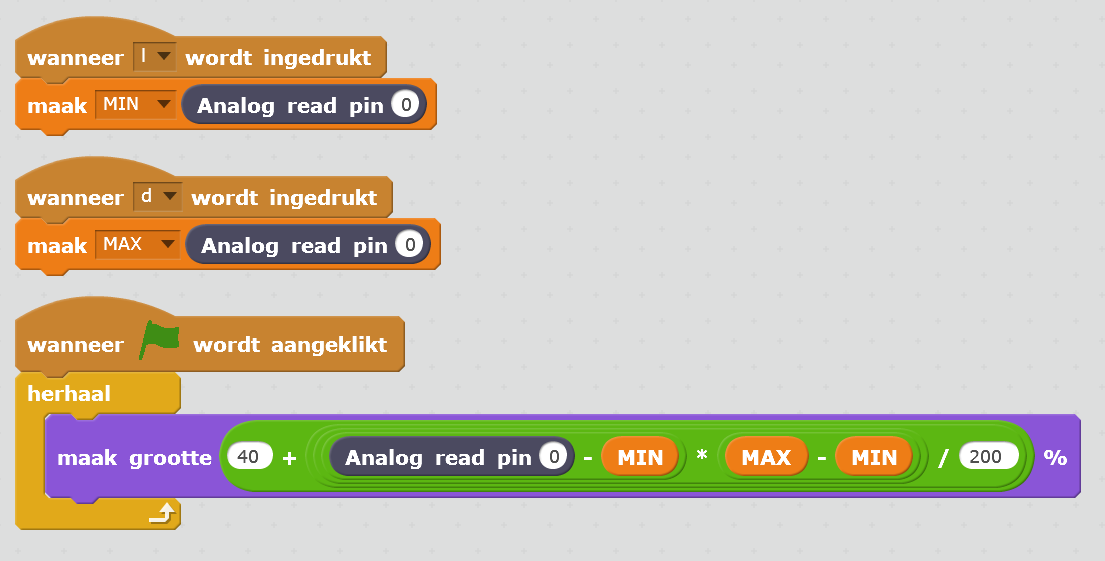 wanneer l wordt ingedrukt
maak MIN Analog read pin 0
wanneer d wordt ingedrukt
maak MAX Analog read pin 0
wanneer wordt aangeklikt
herhaal
maak grootte 40 + Analog read pin 0 - MIN * MAX - MIN / 200 %